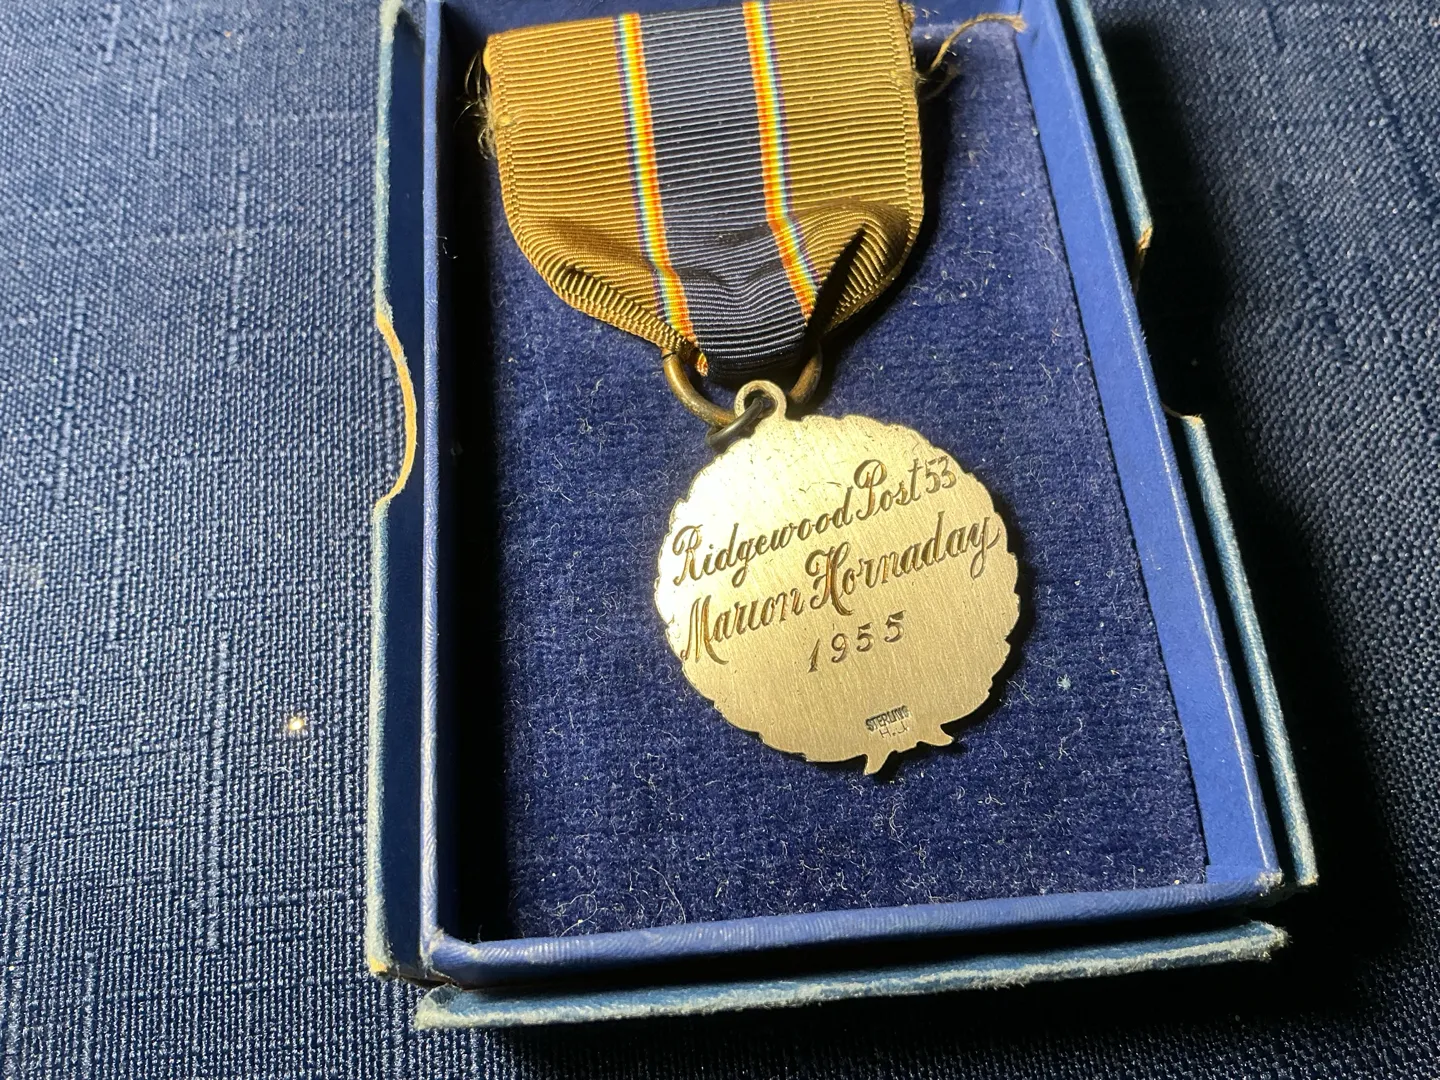 Ridgewood Post 53
Marion Hornaday
1955
STERLING
H.J.